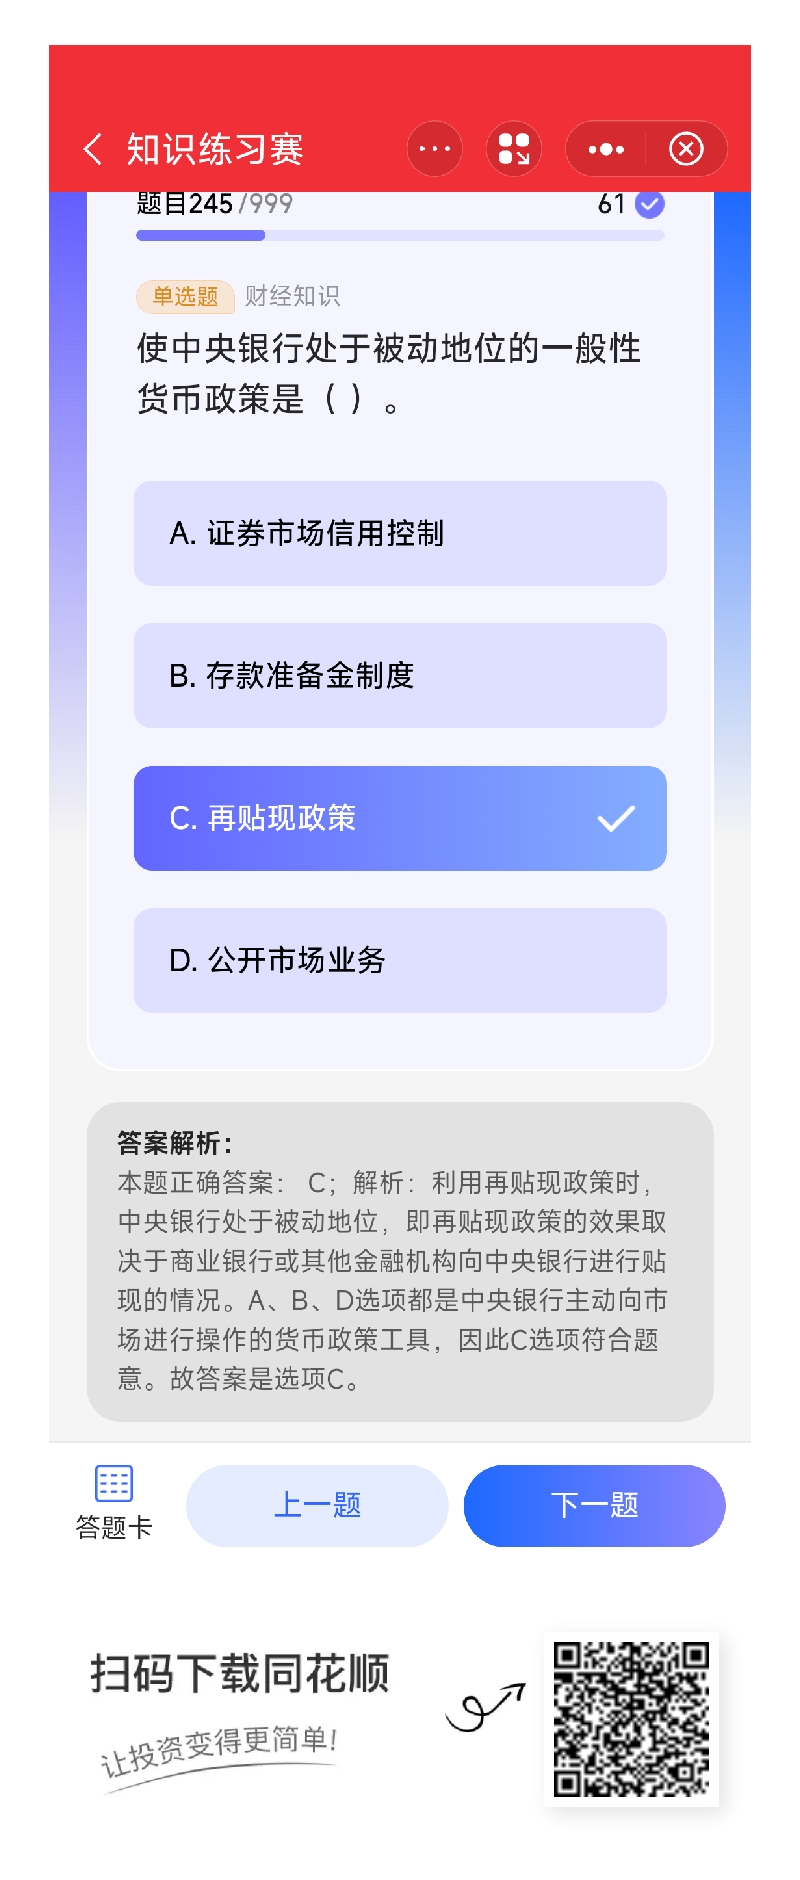 知识练习赛
题目245/999
61
单选题 财经知识
使中央银行处于被动地位的一般性
货币政策是（ ）。
A. 证券市场信用控制
B. 存款准备金制度
C. 再贴现政策
D. 公开市场业务
答案解析：
本题正确答案： C；解析：利用再贴现政策时，
中央银行处于被动地位，即再贴现政策的效果取
决于商业银行或其他金融机构向中央银行进行贴
现的情况。A、B、D选项都是中央银行主动向市
场进行操作的货币政策工具，因此C选项符合题
意。故答案是选项C。
答题卡
上一题
下一题
扫码下载同花顺
让投资变得更简单!